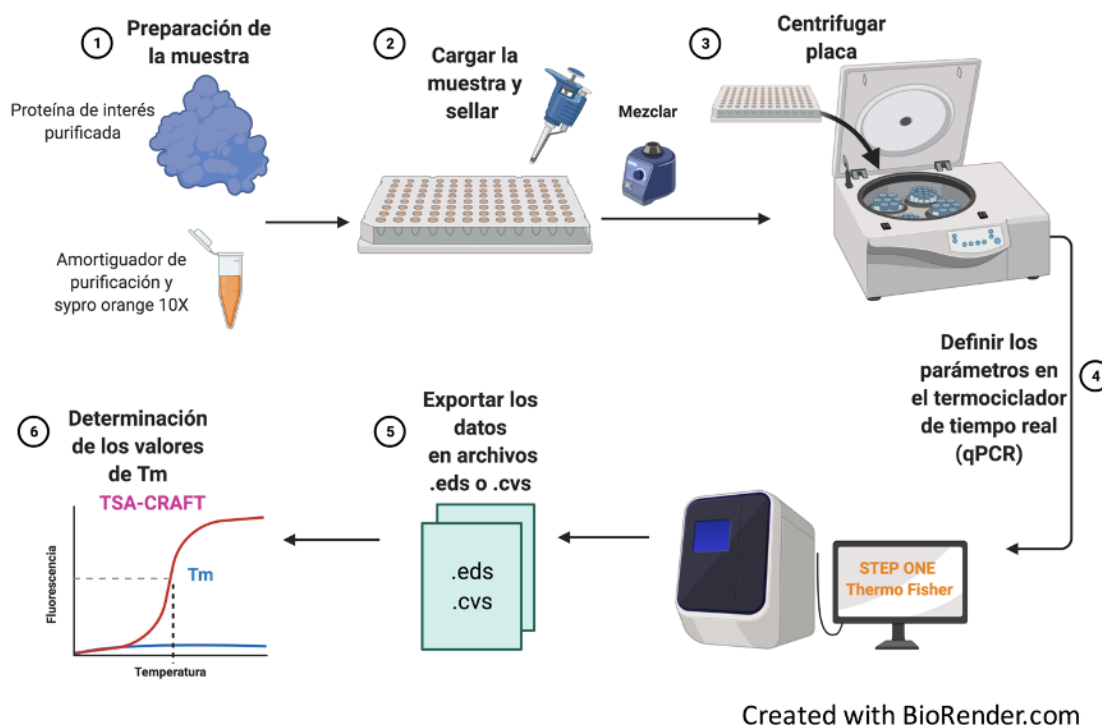 1
Preparación de
la muestra
Proteína de interés
purificada
Amortiguador de
purificación y
sypro orange 10X
2
Cargar la
muestra y
sellar
Mezclar
3
Centrifugar
placa
4
Definir los
parámetros en
el termociclador
de tiempo real
(qPCR)
STEP ONE
Thermo Fisher
5
Exportar los
datos
en archivos
.eds o .cvs
.eds
.cvs
6
Determinación
de los valores
de Tm
TSA-CRAFT
Fluorescencia
Tm
Temperatura
Created with BioRender.com